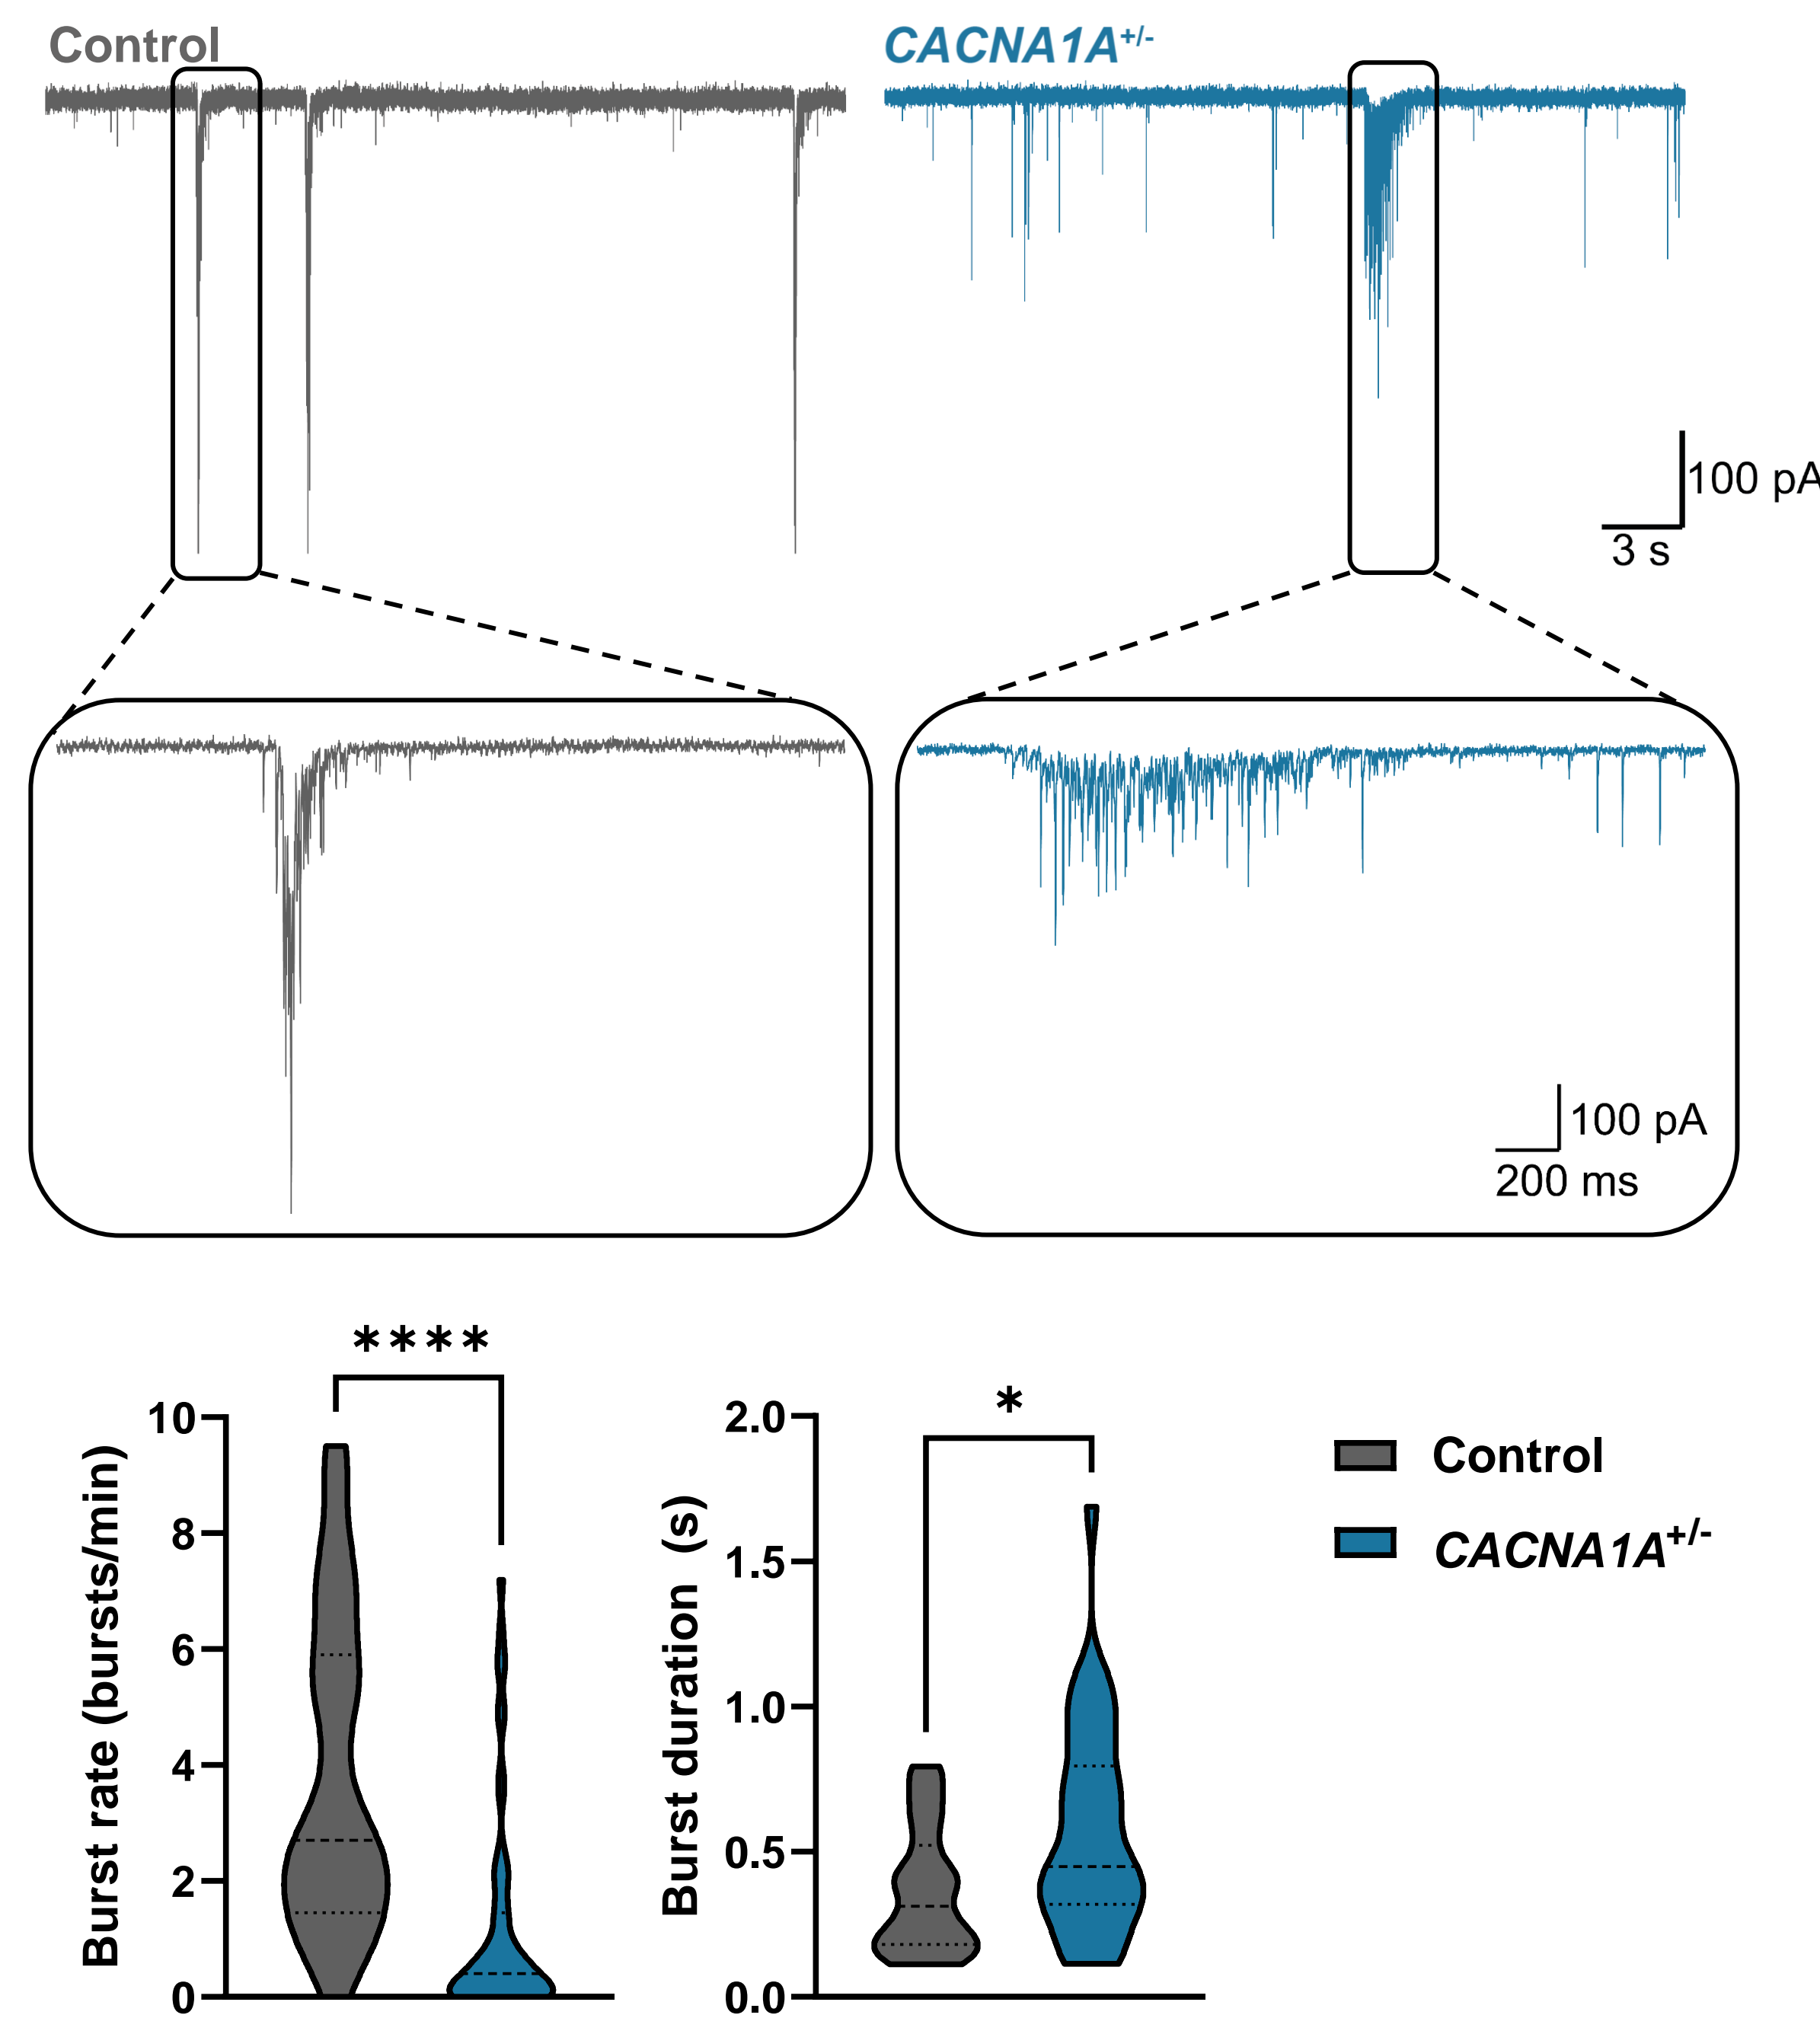 Control
CACNA1A+/-
100 pA
3 s
100 pA
200 ms
****
*
10
8
6
4
2
0
Burst rate (bursts/min)
2.0
1.5
1.0
0.5
0.0
Burst duration (s)
Control
CACNA1A+/-